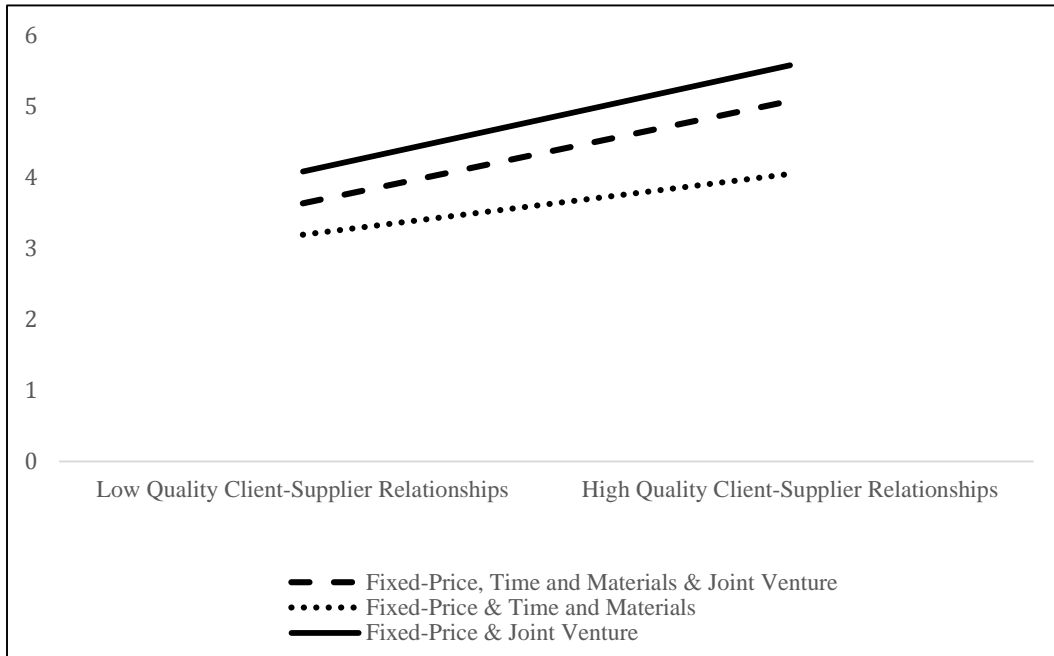 6
5
4
3
2
1
0
Low Quality Client-Supplier Relationships High Quality Client-Supplier Relationships
Fixed-Price, Time and Materials & Joint Venture
Fixed-Price & Time and Materials
Fixed-Price & Joint Venture